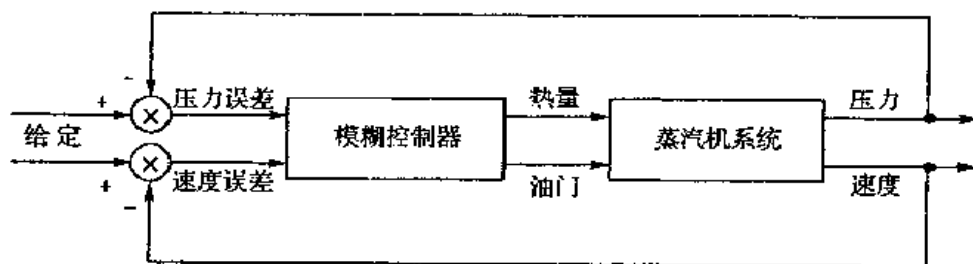 -
+ 压力误差 热量 压力
给定 模糊控制器 蒸汽机系统
+ 速度误差 油门 速度
-